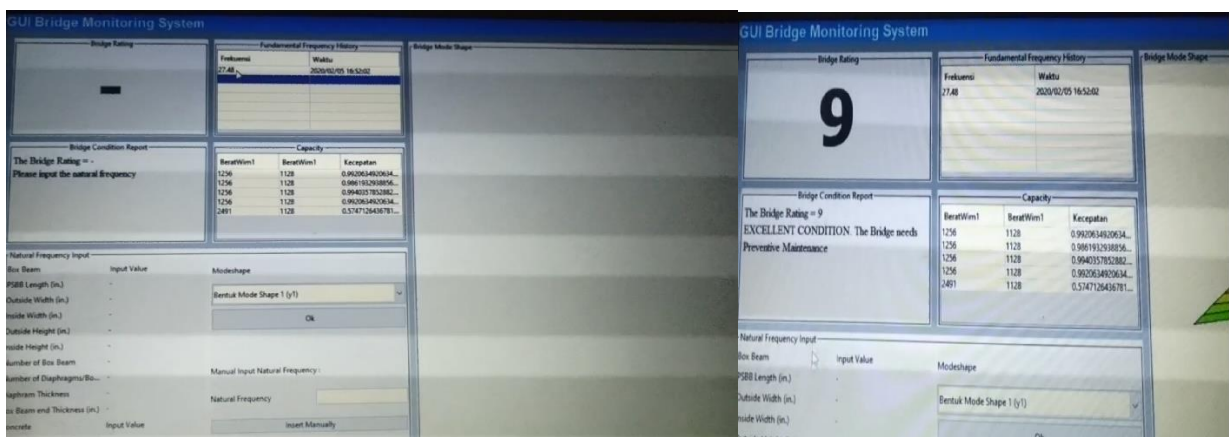 GUI Bridge Monitoring System
Bridge Rating
-
Fundamental Frequency History
Frekuensi Waktu
27.48 2020/02/05 16:52:02
Bridge Mode Shape
Bridge Condition Report
The Bridge Rating = -
Please input the natural frequency
Capacity
BeratWim1 BeratWim1 Kecepatan
1256 1128 0.9920634920634...
1256 1128 0.9861932938856...
1256 1128 0.9940357852882...
1256 1128 0.9920634920634...
2491 1128 0.5747126436781...
Natural Frequency Input
Box Beam Input Value
PSBB Length (in.) -
Outside Width (in.) -
Inside Width (in.) -
Outside Height (in.) -
Inside Height (in.) -
Number of Box Beam -
Number of Diaphragms/Bo... -
Diaphram Thickness -
Box Beam end Thickness (in.) -
Concrete Input Value
Modeshape
Bentuk Mode Shape 1 (y1)
Ok
Manual Input Natural Frequency :
Natural Frequency
Insert Manually
GUI Bridge Monitoring System
Bridge Rating
9
Fundamental Frequency History
Frekuensi Waktu
27.48 2020/02/05 16:52:02
Bridge Mode Shape
Bridge Condition Report
The Bridge Rating = 9
EXCELLENT CONDITION. The Bridge needs
Preventive Maintenance
Capacity
BeratWim1 BeratWim1 Kecepatan
1256 1128 0.9920634920634...
1256 1128 0.9861932938856...
1256 1128 0.9940357852882...
1256 1128 0.9920634920634...
2491 1128 0.5747126436781...
Natural Frequency Input
Box Beam Input Value
PSBB Length (in.) -
Outside Width (in.) -
Inside Width (in.) -
Modeshape
Bentuk Mode Shape 1 (y1)
Ok